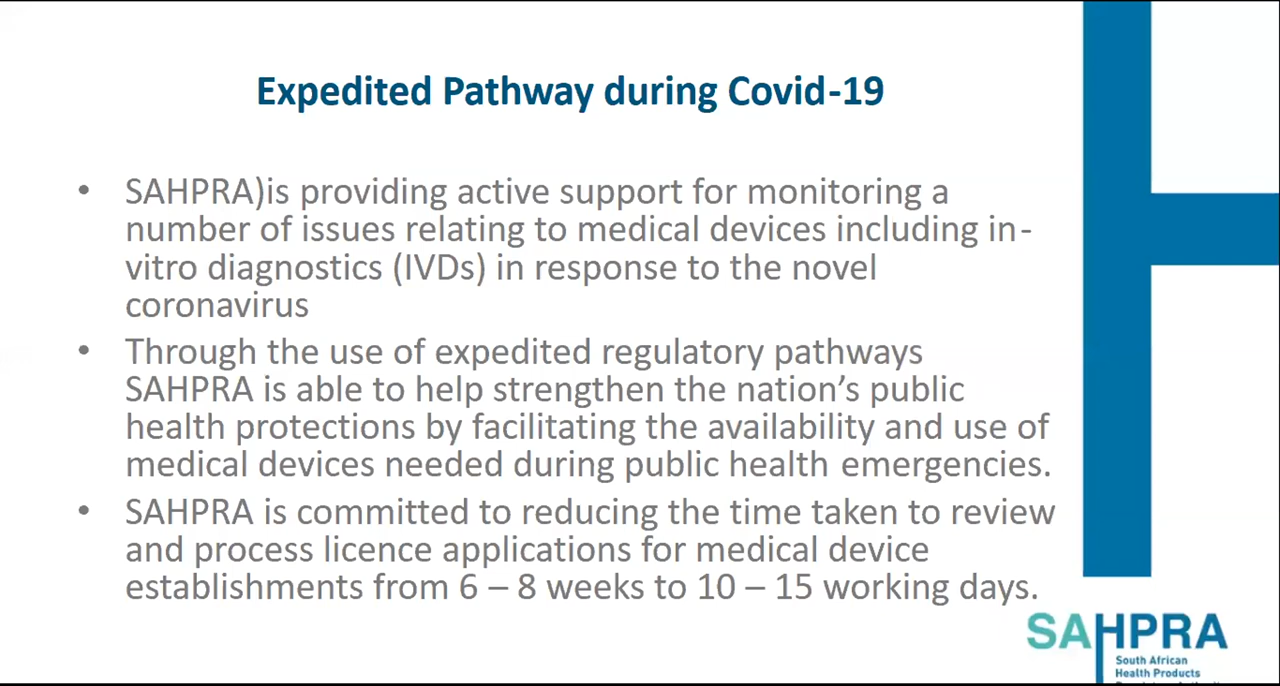 Expedited Pathway during Covid-19
• SAHPRA)is providing active support for monitoring a
number of issues relating to medical devices including in-
vitro diagnostics (IVDs) in response to the novel
coronavirus
• Through the use of expedited regulatory pathways
SAHPRA is able to help strengthen the nation’s public
health protections by facilitating the availability and use of
medical devices needed during public health emergencies.
• SAHPRA is committed to reducing the time taken to review
and process licence applications for medical device
establishments from 6 – 8 weeks to 10 – 15 working days.
SAHPRA
South African
Health Products